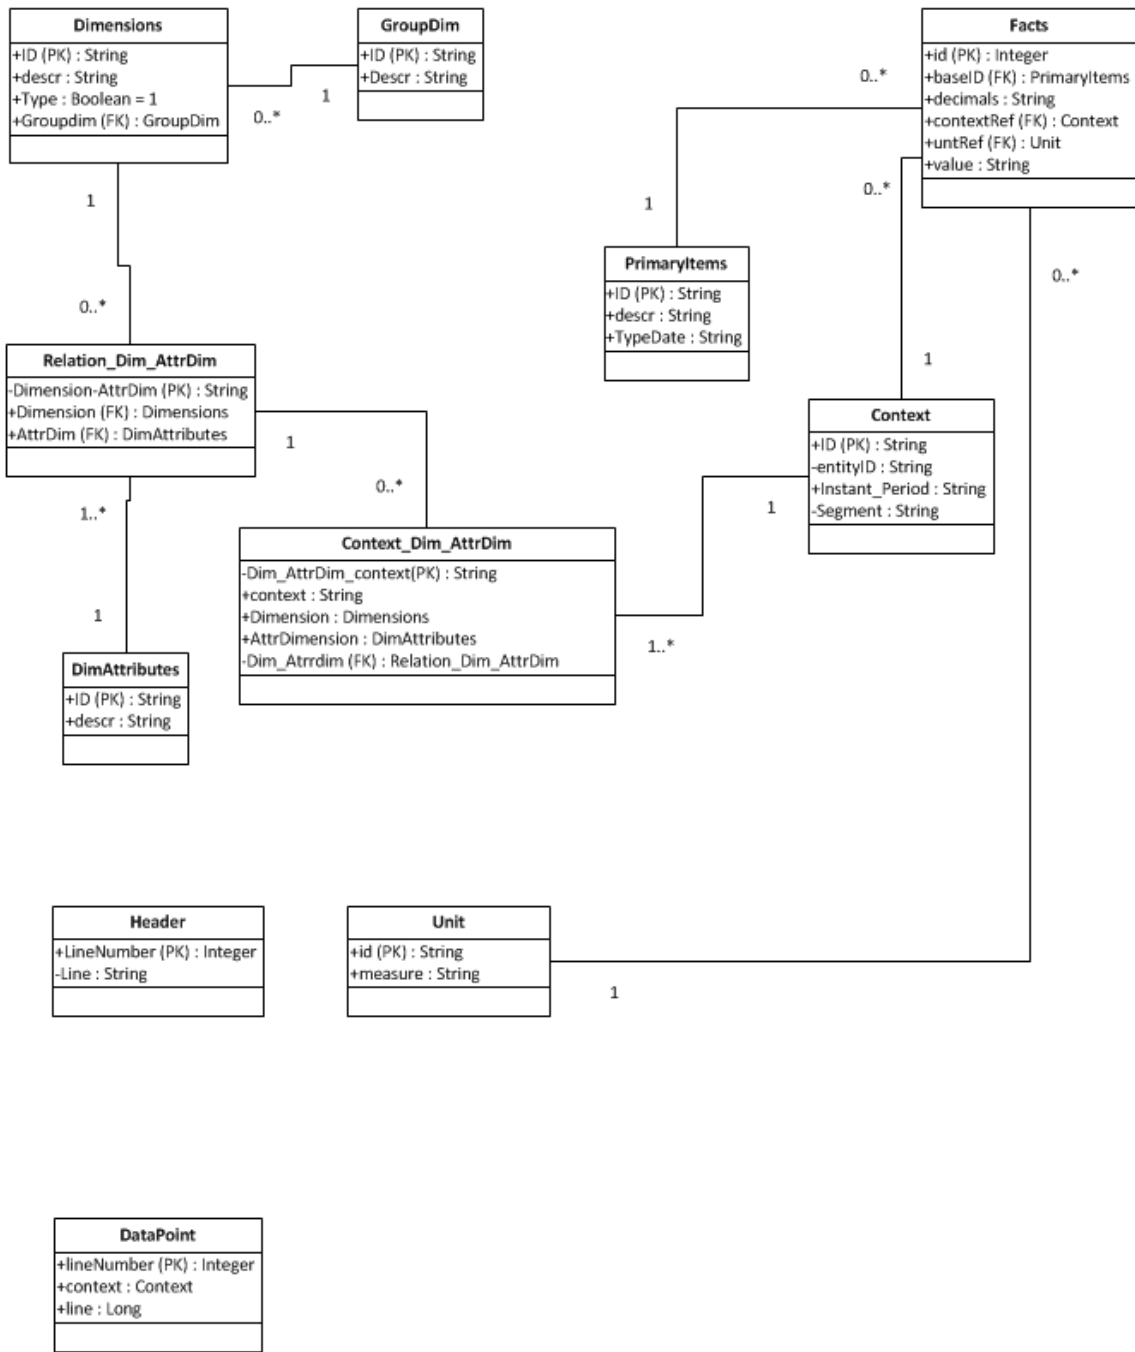 Dimensions
+ID (PK) : String
+descr : String
+Type : Boolean = 1
+Groupdim (FK) : GroupDim
GroupDim
+ID (PK) : String
+Descr : String
1
0..*
Facts
+id (PK) : Integer
+baseID (FK) : PrimaryItems
+decimals : String
+contextRef (FK) : Context
+untRef (FK) : Unit
+value : String
0..*
0..*
0..*
1
1
PrimaryItems
+ID (PK) : String
+descr : String
+TypeDate : String
0..*
Relation_Dim_AttrDim
-Dimension-AttrDim (PK) : String
+Dimension (FK) : Dimensions
+AttrDim (FK) : DimAttributes
1
Context
+ID (PK) : String
-entityID : String
+Instant_Period : String
-Segment : String
1
0..*
1
1..*
Context_Dim_AttrDim
-Dim_AttrDim_context(PK) : String
+context : String
+Dimension : Dimensions
+AttrDimension : DimAttributes
-Dim_Atrrdim (FK) : Relation_Dim_AttrDim
1..*
1
DimAttributes
+ID (PK) : String
+descr : String
Header
+LineNumber (PK) : Integer
-Line : String
Unit
+id (PK) : String
+measure : String
1
DataPoint
+lineNumber (PK) : Integer
+context : Context
+line : Long